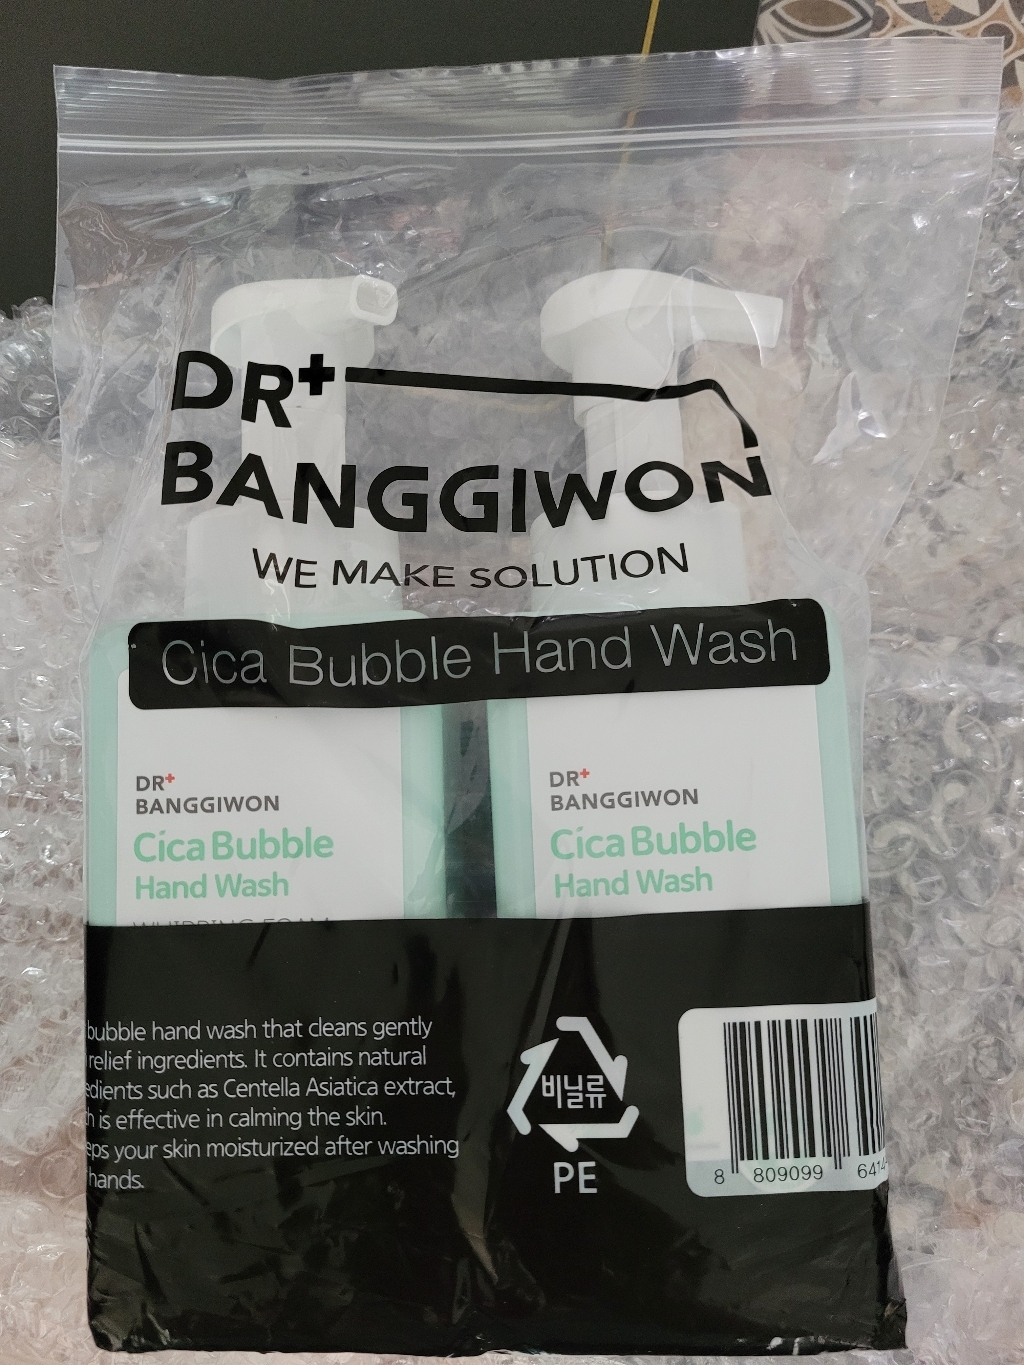 DR+
BANGGIWON
WE MAKE SOLUTION
Cica Bubble Hand Wash
DR+
BANGGIWON
Cica Bubble
Hand Wash
WHIPPING FOAM
DR+
BANGGIWON
Cica Bubble
Hand Wash
bubble hand wash that cleans gently
relief ingredients. It contains natural
edients such as Centella Asiatica extract,
h is effective in calming the skin.
eps your skin moisturized after washing
hands.
비닐류
PE
8 809099 6414